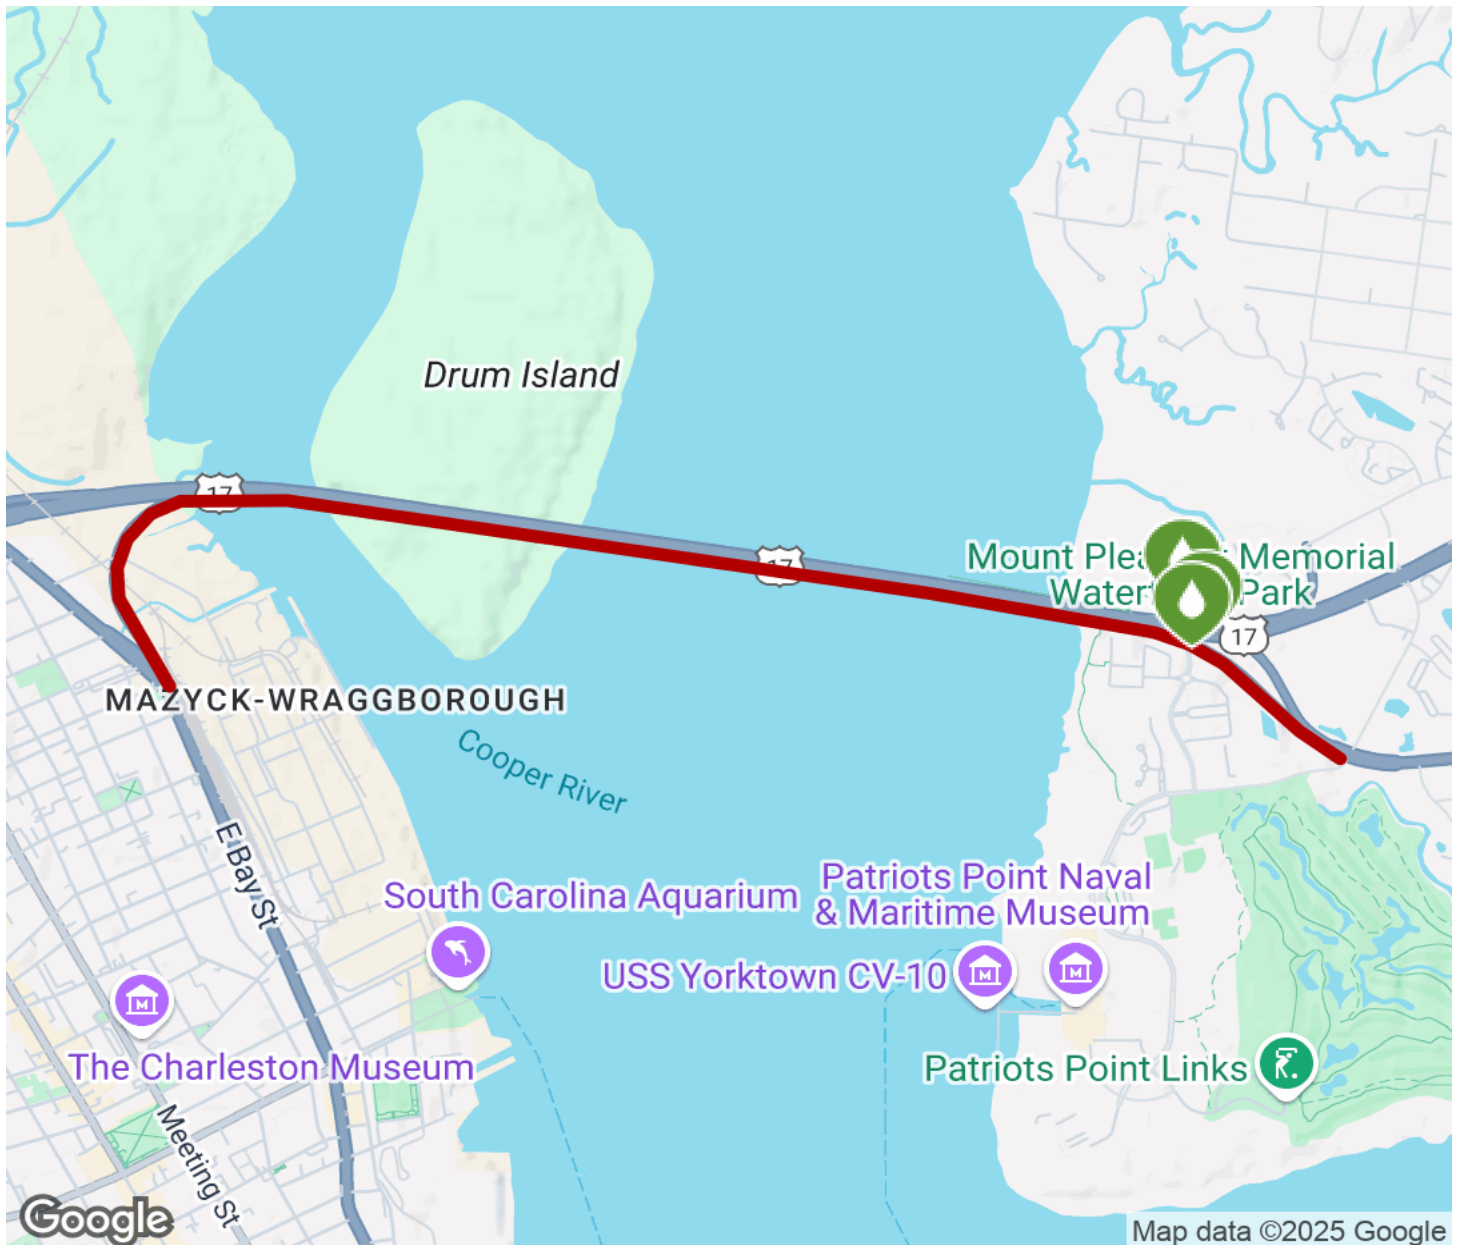 Drum Island
17
17
Mount Plea Memorial
Water Park
17
MAZYCK-WRAGGBOROUGH
Cooper River
E Bay St
South Carolina Aquarium
Patriots Point Naval
& Maritime Museum
USS Yorktown CV-10
The Charleston Museum
Patriots Point Links
Meeting St
Google
Map data ©2025 Google